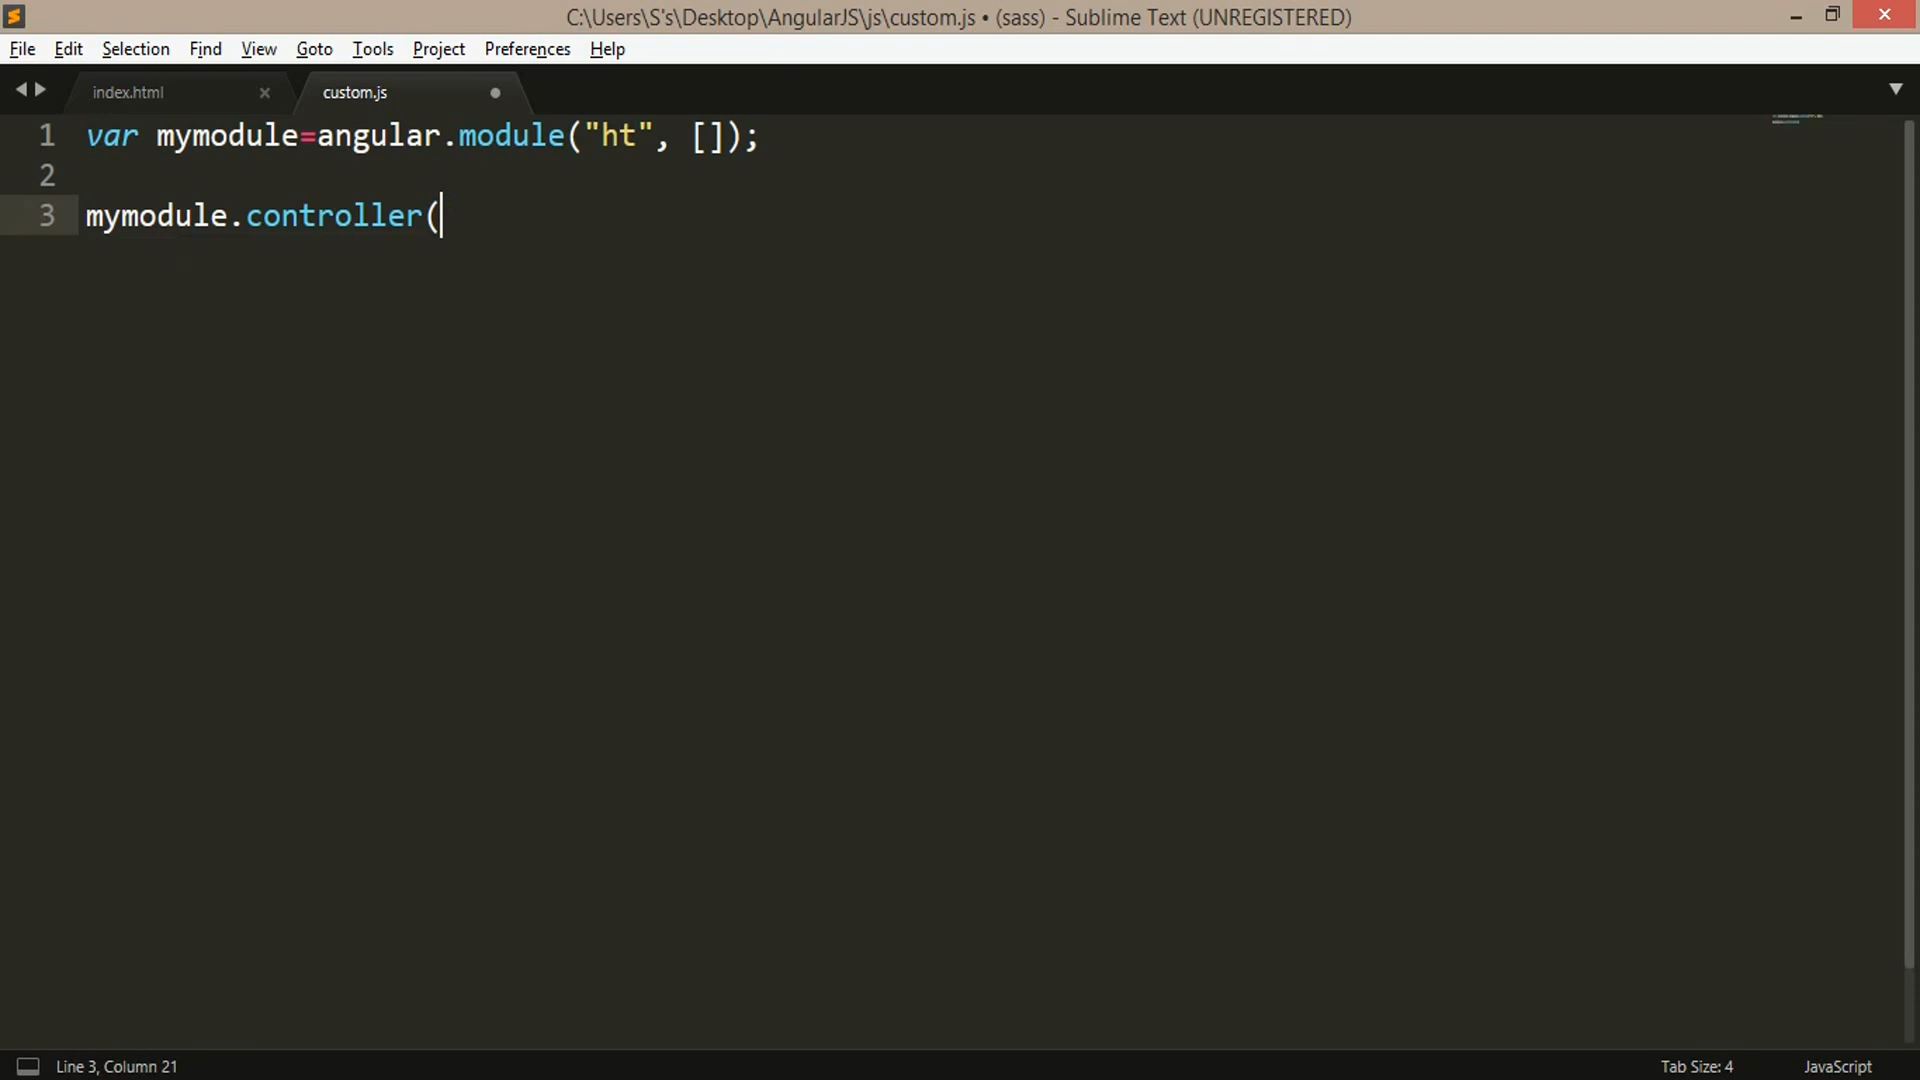 C:\Users\S's\Desktop\AngularJS\js\custom.js • (sass) - Sublime Text (UNREGISTERED)
File Edit Selection Find View Goto Tools Project Preferences Help
index.html custom.js
1 var mymodule=angular.module("ht", []);
2
3 mymodule.controller(
Line 3, Column 21 Tab Size: 4 JavaScript